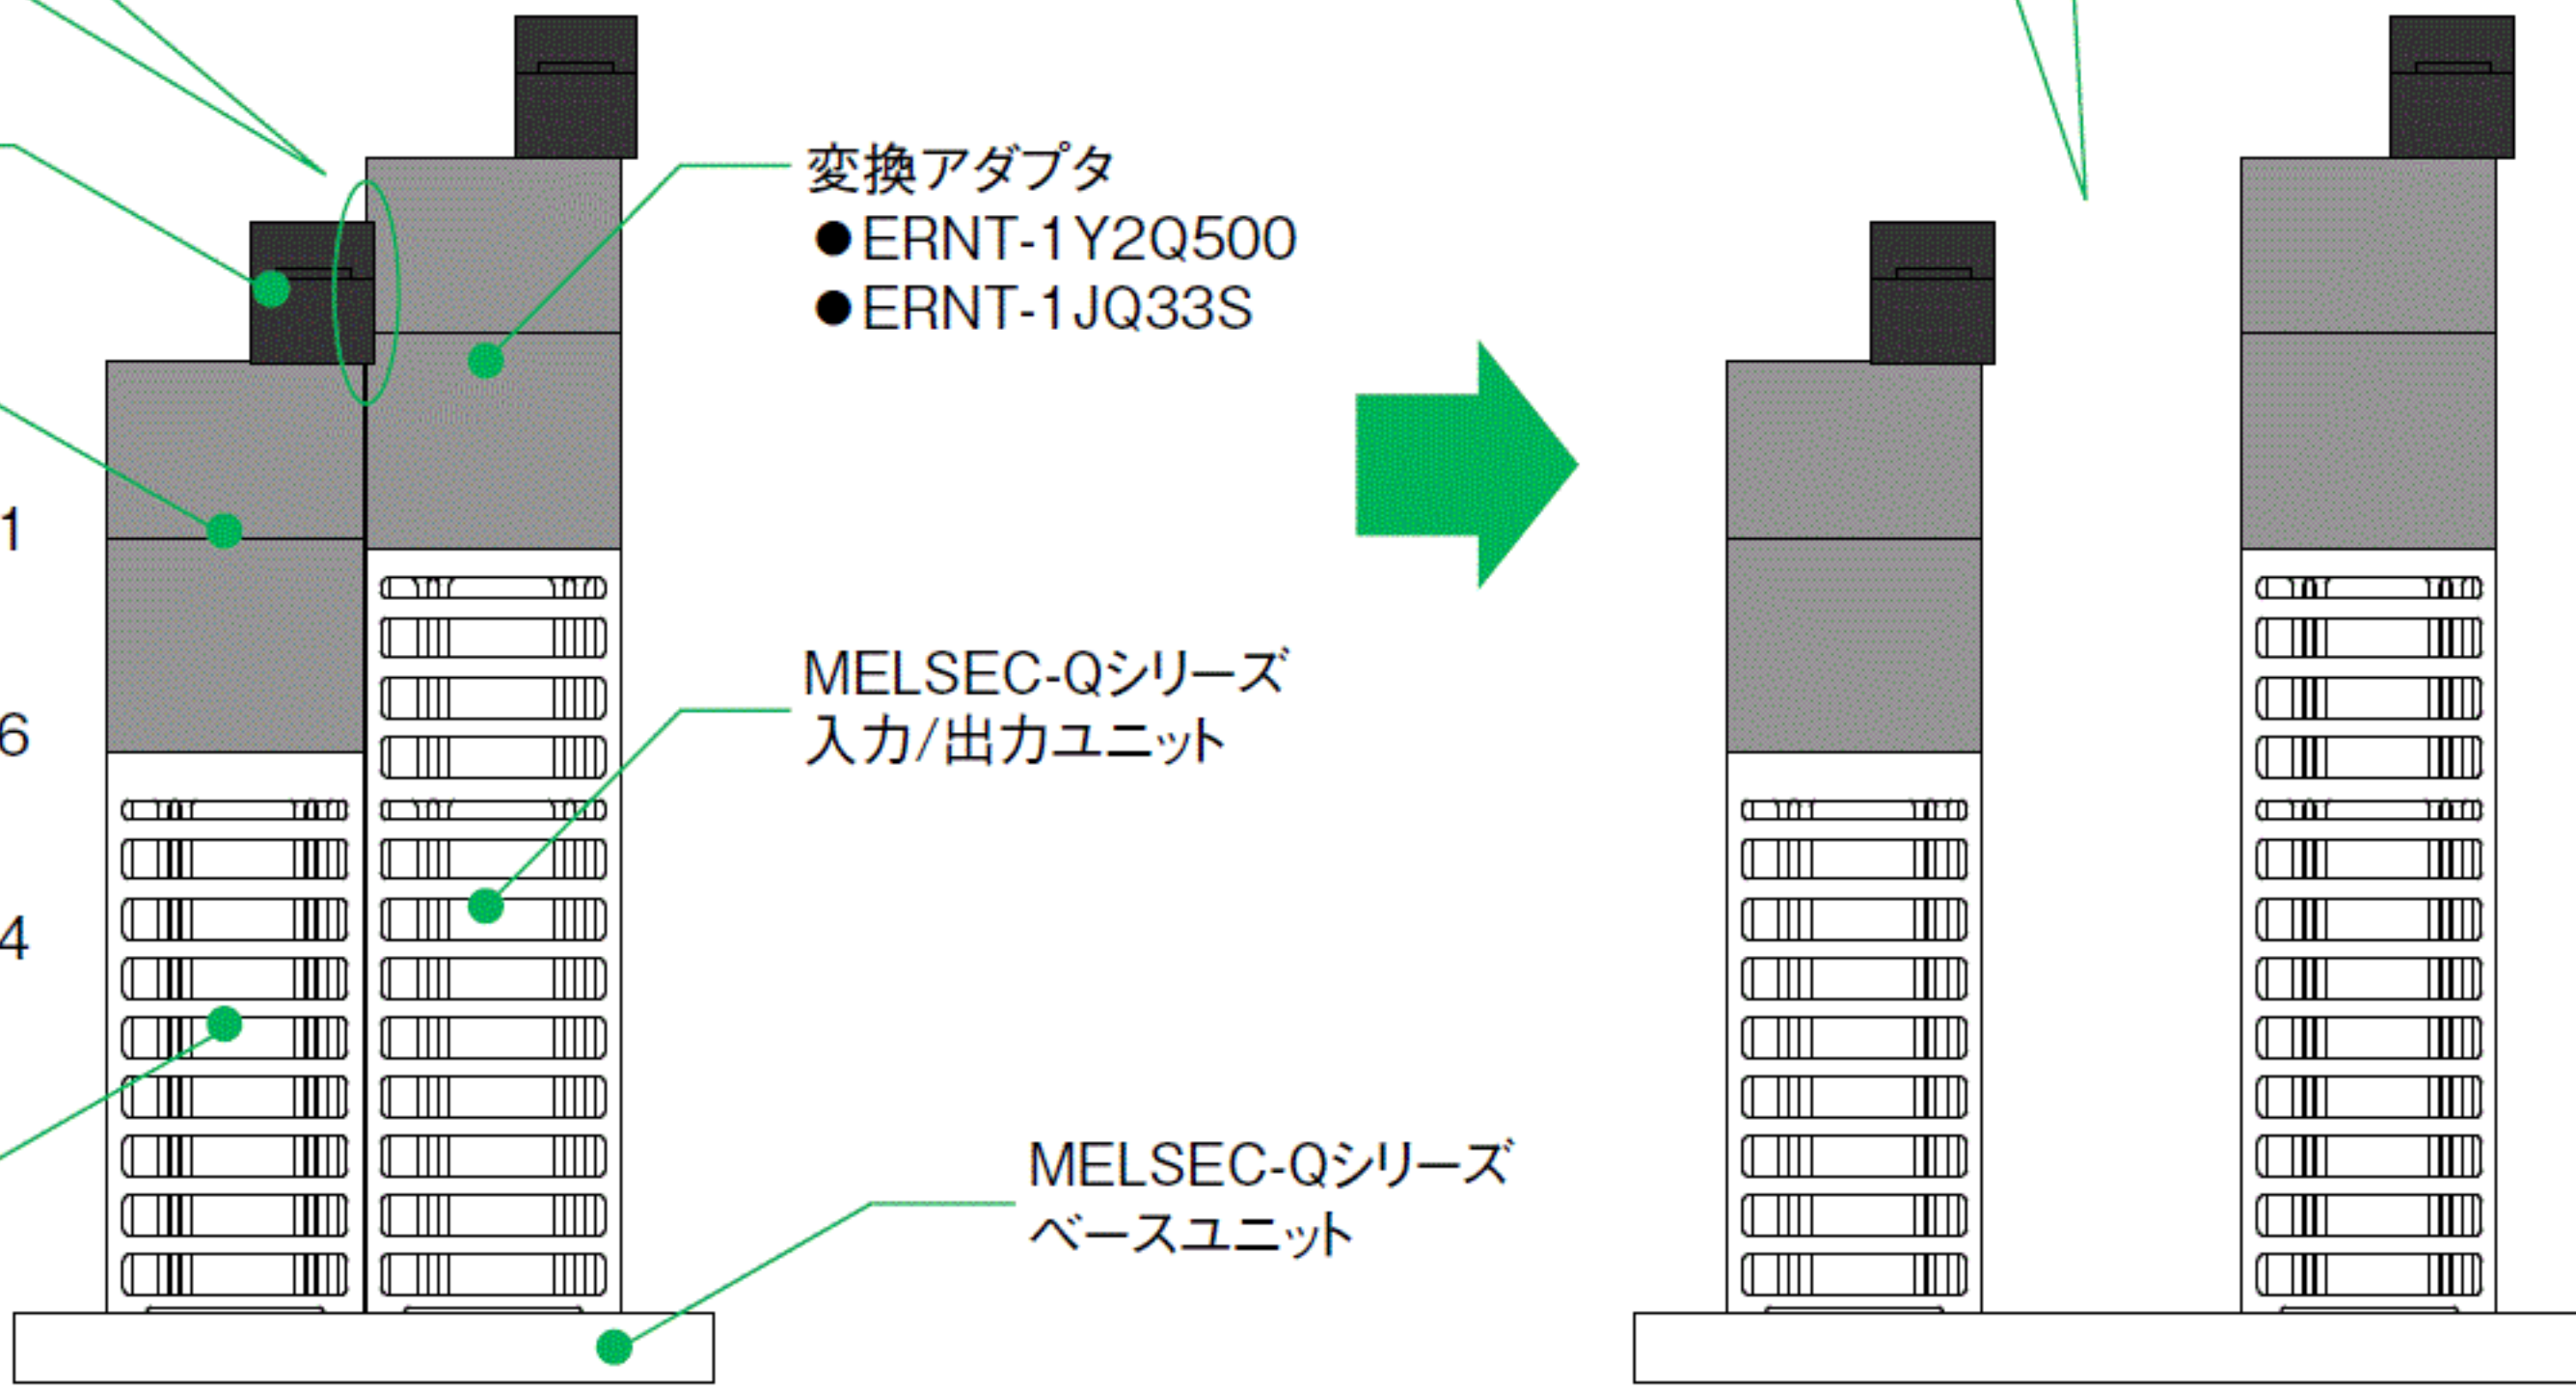 変換アダプタ
●ERNT-1Y2Q500
●ERNT-1JQ33S
1
6
4
MELSEC-Qシリーズ
入力/出力ユニット
MELSEC-Qシリーズ
ベースユニット